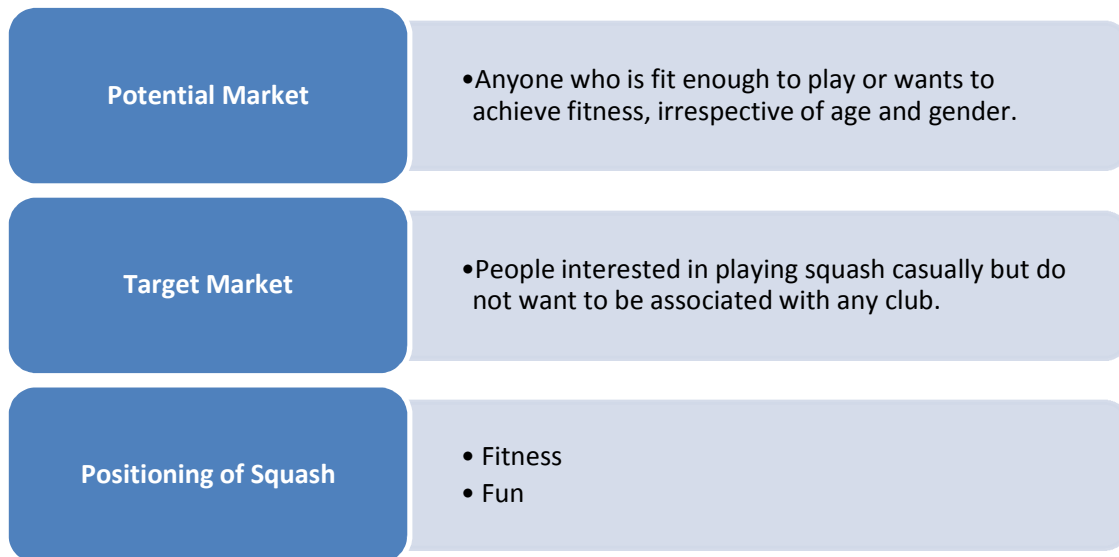 Potential Market
•Anyone who is fit enough to play or wants to
achieve fitness, irrespective of age and gender.
Target Market
•People interested in playing squash casually but do
not want to be associated with any club.
Positioning of Squash
• Fitness
• Fun